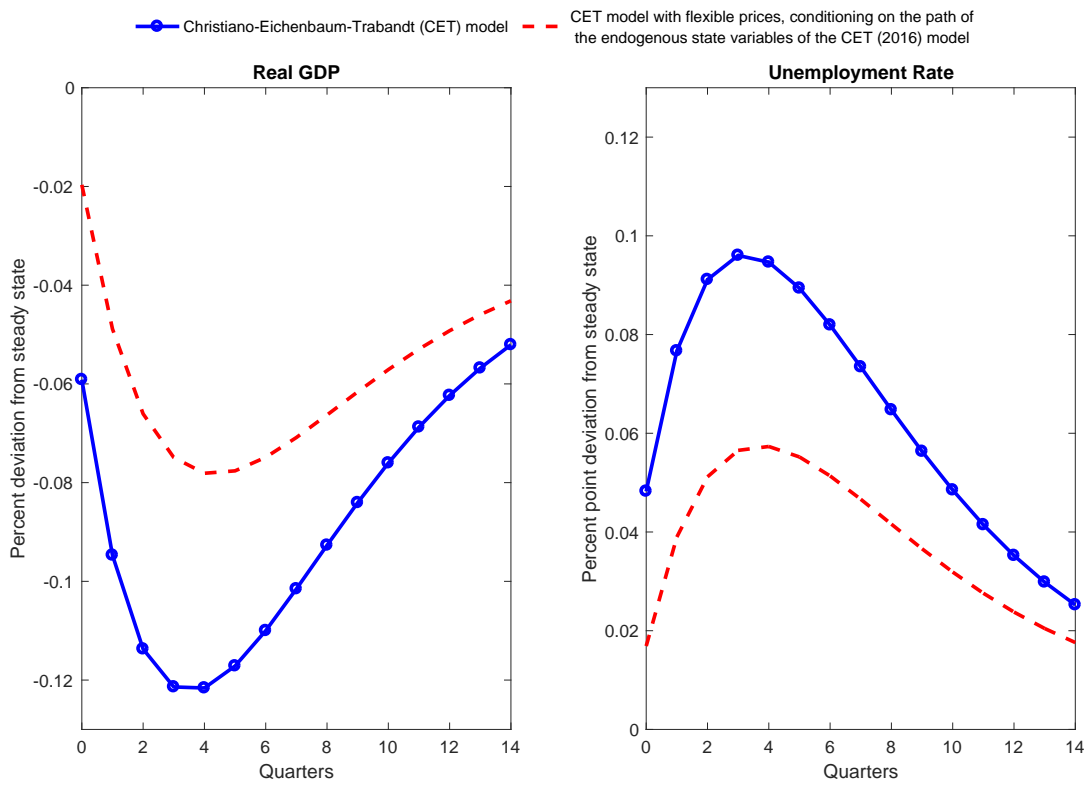 Christiano-Eichenbaum-Trabandt (CET) model
CET model with flexible prices, conditioning on the path of
the endogenous state variables of the CET (2016) model
Real GDP
Percent deviation from steady state
0
-0.02
-0.04
-0.06
-0.08
-0.1
-0.12
0 2 4 6 8 10 12 14
Quarters
Unemployment Rate
Percent point deviation from steady state
0.12
0.1
0.08
0.06
0.04
0.02
0
0 2 4 6 8 10 12 14
Quarters